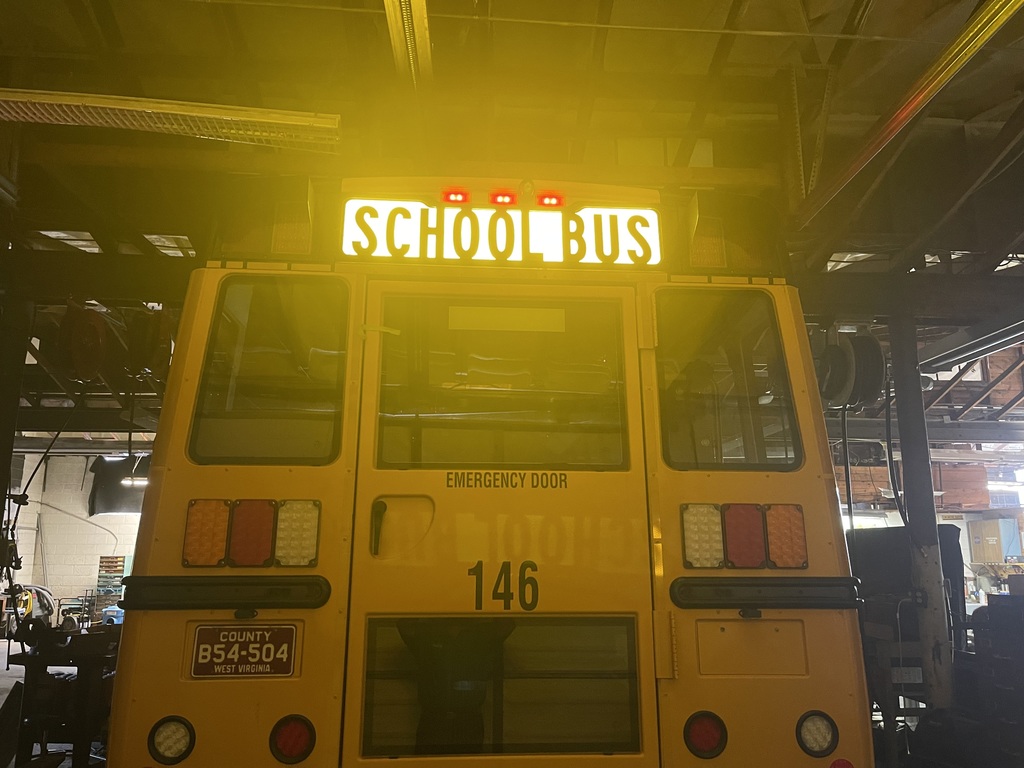 SCHOOL BUS
EMERGENCY DOOR
146
COUNTY
B54-504
WEST VIRGINIA